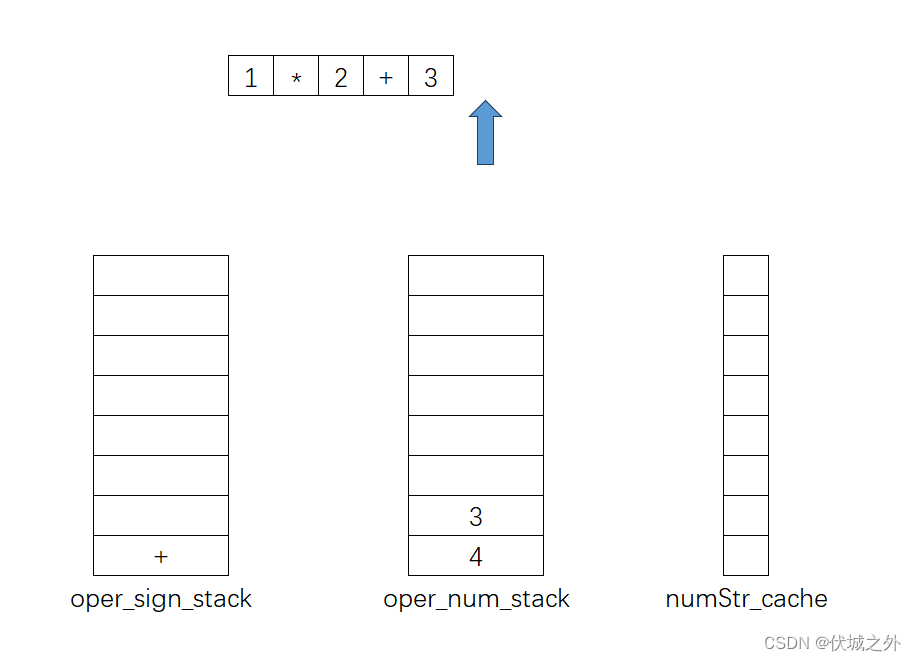 1 * 2 + 3
3
+ 4
oper_sign_stack oper_num_stack numStr_cache
CSDN @伏城之外